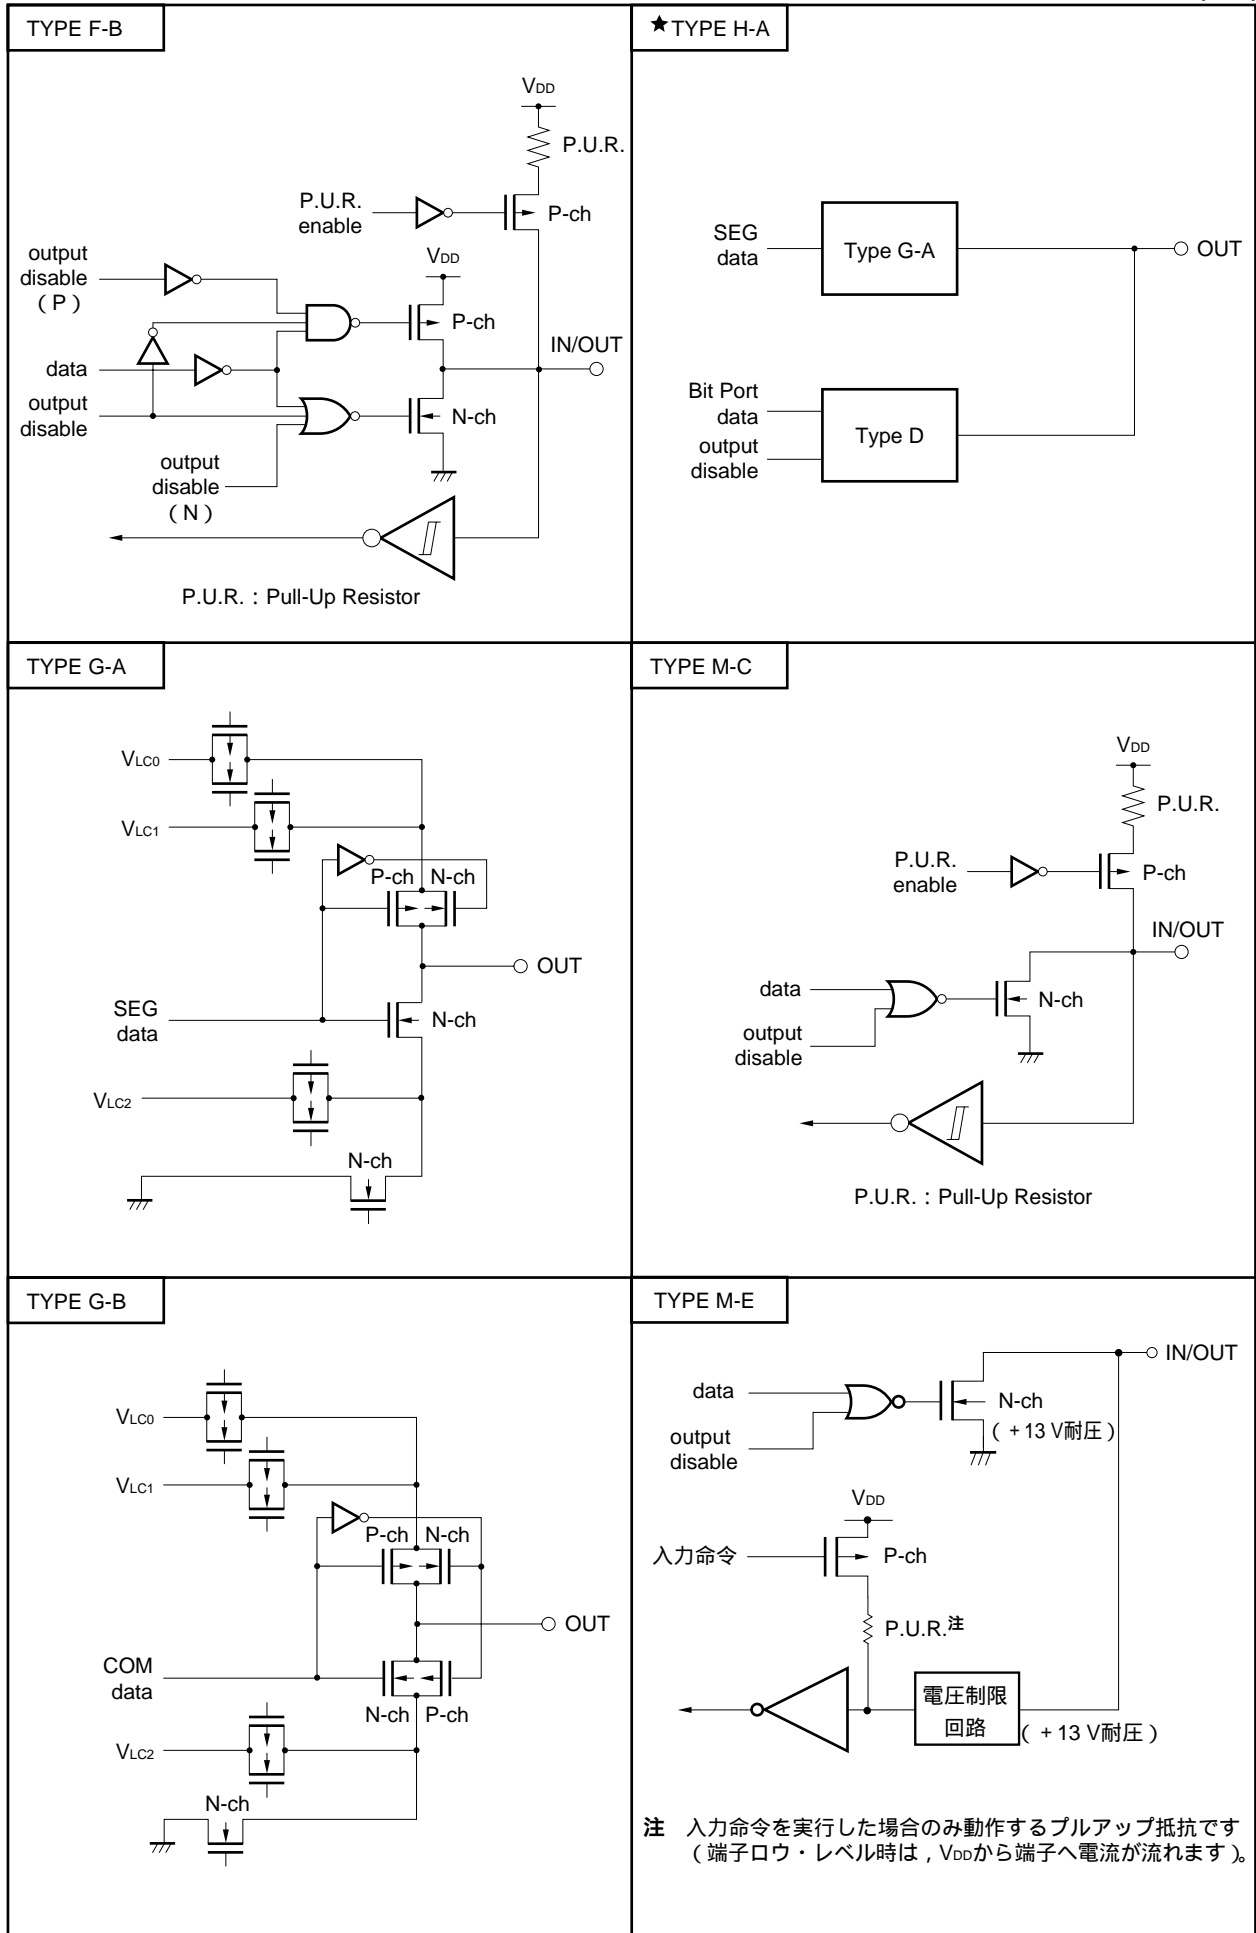 TYPE F-B
VDD
P.U.R.
P.U.R.
enable
P-ch
output
disable
( P )
VDD
P-ch
IN/OUT
data
output
disable
N-ch
output
disable
( N )
P.U.R. : Pull-Up Resistor
★TYPE H-A
SEG
data
Type G-A
OUT
Bit Port
data
output
disable
Type D
TYPE G-A
VLC0
VLC1
P-ch N-ch
OUT
SEG
data
N-ch
VLC2
N-ch
TYPE M-C
VDD
P.U.R.
P.U.R.
enable
P-ch
IN/OUT
data
N-ch
output
disable
P.U.R. : Pull-Up Resistor
TYPE G-B
VLC0
VLC1
P-ch N-ch
OUT
COM
data
N-ch P-ch
VLC2
N-ch
TYPE M-E
IN/OUT
data
N-ch
(+13 V耐圧)
output
disable
VDD
入力命令
P-ch
P.U.R.注
電圧制限
回路
(+13 V耐圧)
注 入力命令を実行した場合のみ動作するプルアップ抵抗です
(端子ロウ・レベル時は,VDDから端子へ電流が流れます)。